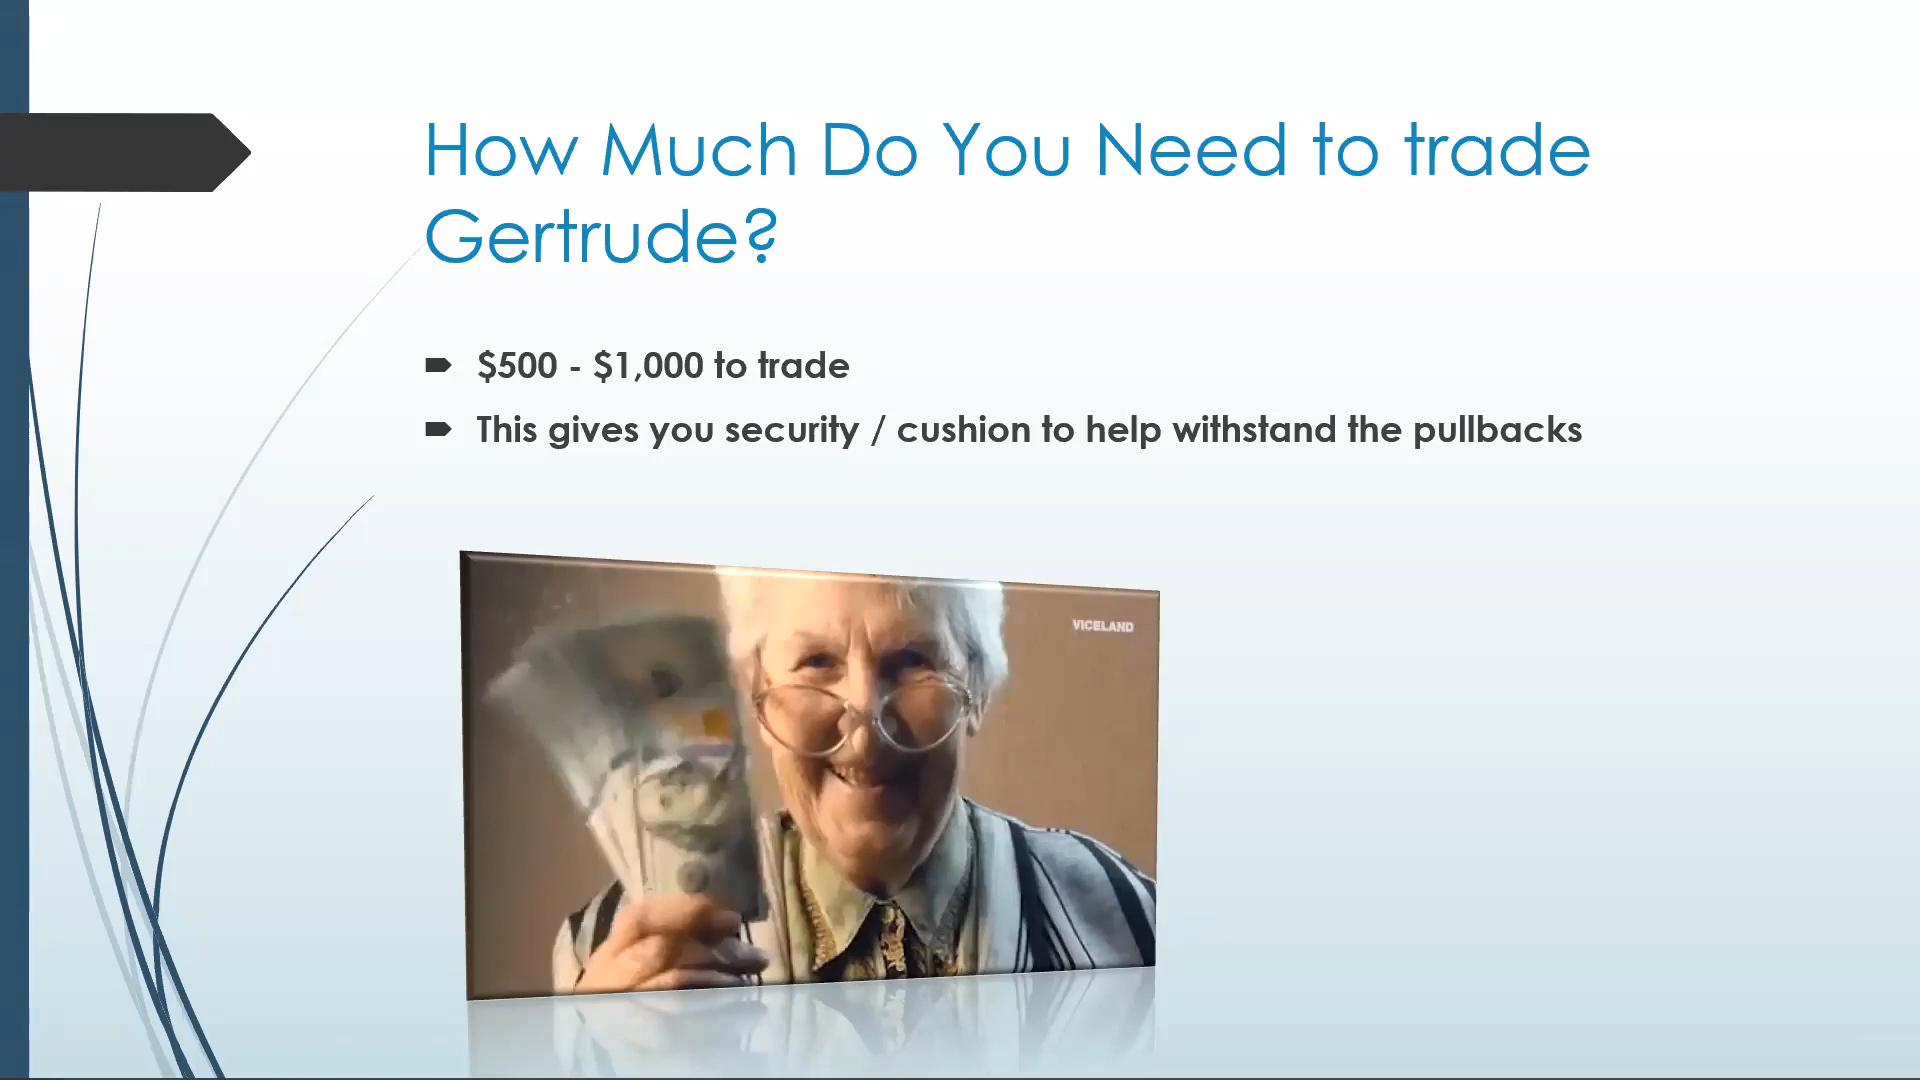 How Much Do You Need to trade
Gertrude?
$500 - $1,000 to trade
This gives you security / cushion to help withstand the pullbacks
VICELAND